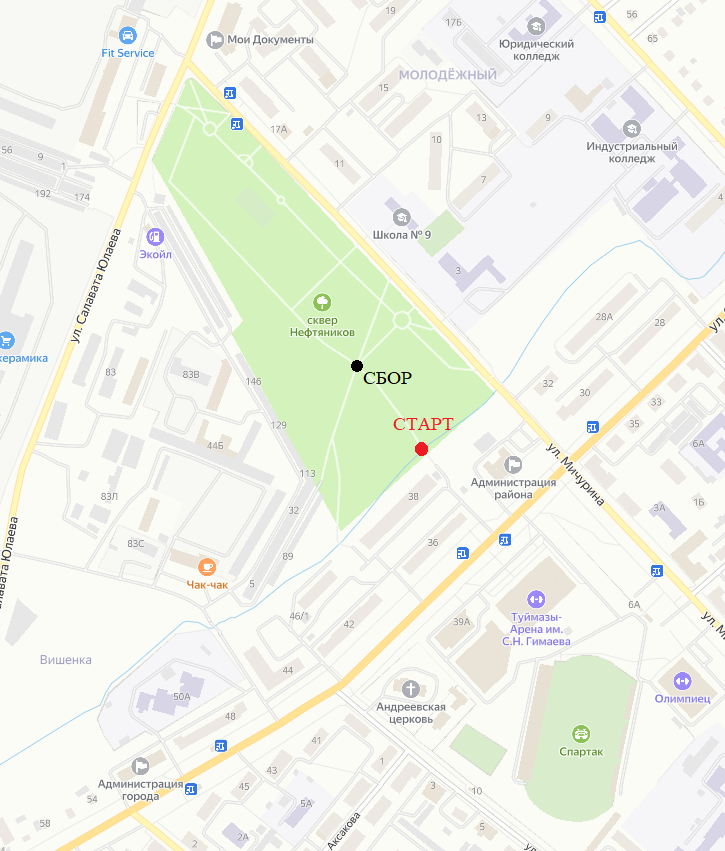 17Б
56
65
19
Мои Документы
Юридический
колледж
Fit Service
МОЛОДЁЖНЫЙ
15
13
9
17А
10
Индустриальный
колледж
56
9
1
11
7
192
174
4
Школа № 9
ул. Салавата Юлаева
Экойл
3
сквер
Нефтяников
28А
28
керамика
83В
146
СБОР
32
30
33
129
СТАРТ
35
44Б
6А
ул. Мичурина
113
Администрация
района
83Л
38
32
3А
1Б
83С
36
89
Чак-чак
5
46/1
42
39А
Туймазы-
Арена им.
С.Н. Гимаева
6А
ул. М
салавата Юлаева
Вишенка
44
50А
Олимпиец
Андреевская
церковь
48
Спартак
41
Администрация
города
43
45
54
5А
1
3
10
58
2А
Аксакова
5
ул.